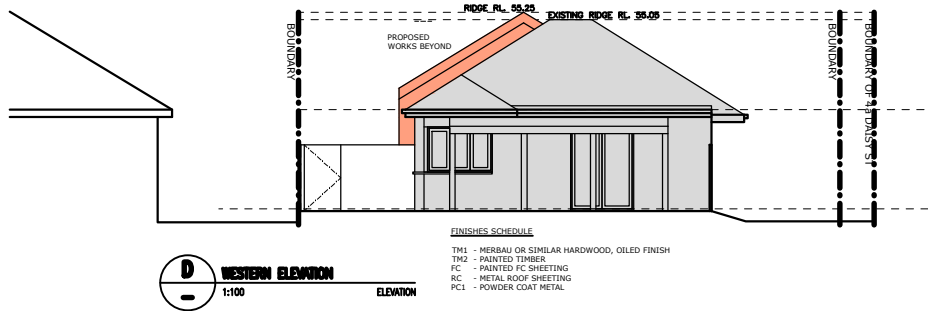 RIDGE RL. 55.25
EXISTING RIDGE RL. 55.05
PROPOSED
WORKS BEYOND
BOUNDARY
BOUNDARY
BOUNDARY OF 4a DAISY ST
FINISHES SCHEDULE
TM1 - MERBAU OR SIMILAR HARDWOOD, OILED FINISH
TM2 - PAINTED TIMBER
FC - PAINTED FC SHEETING
RC - METAL ROOF SHEETING
PC1 - POWDER COAT METAL
D
WESTERN ELEVATION
1:100
ELEVATION